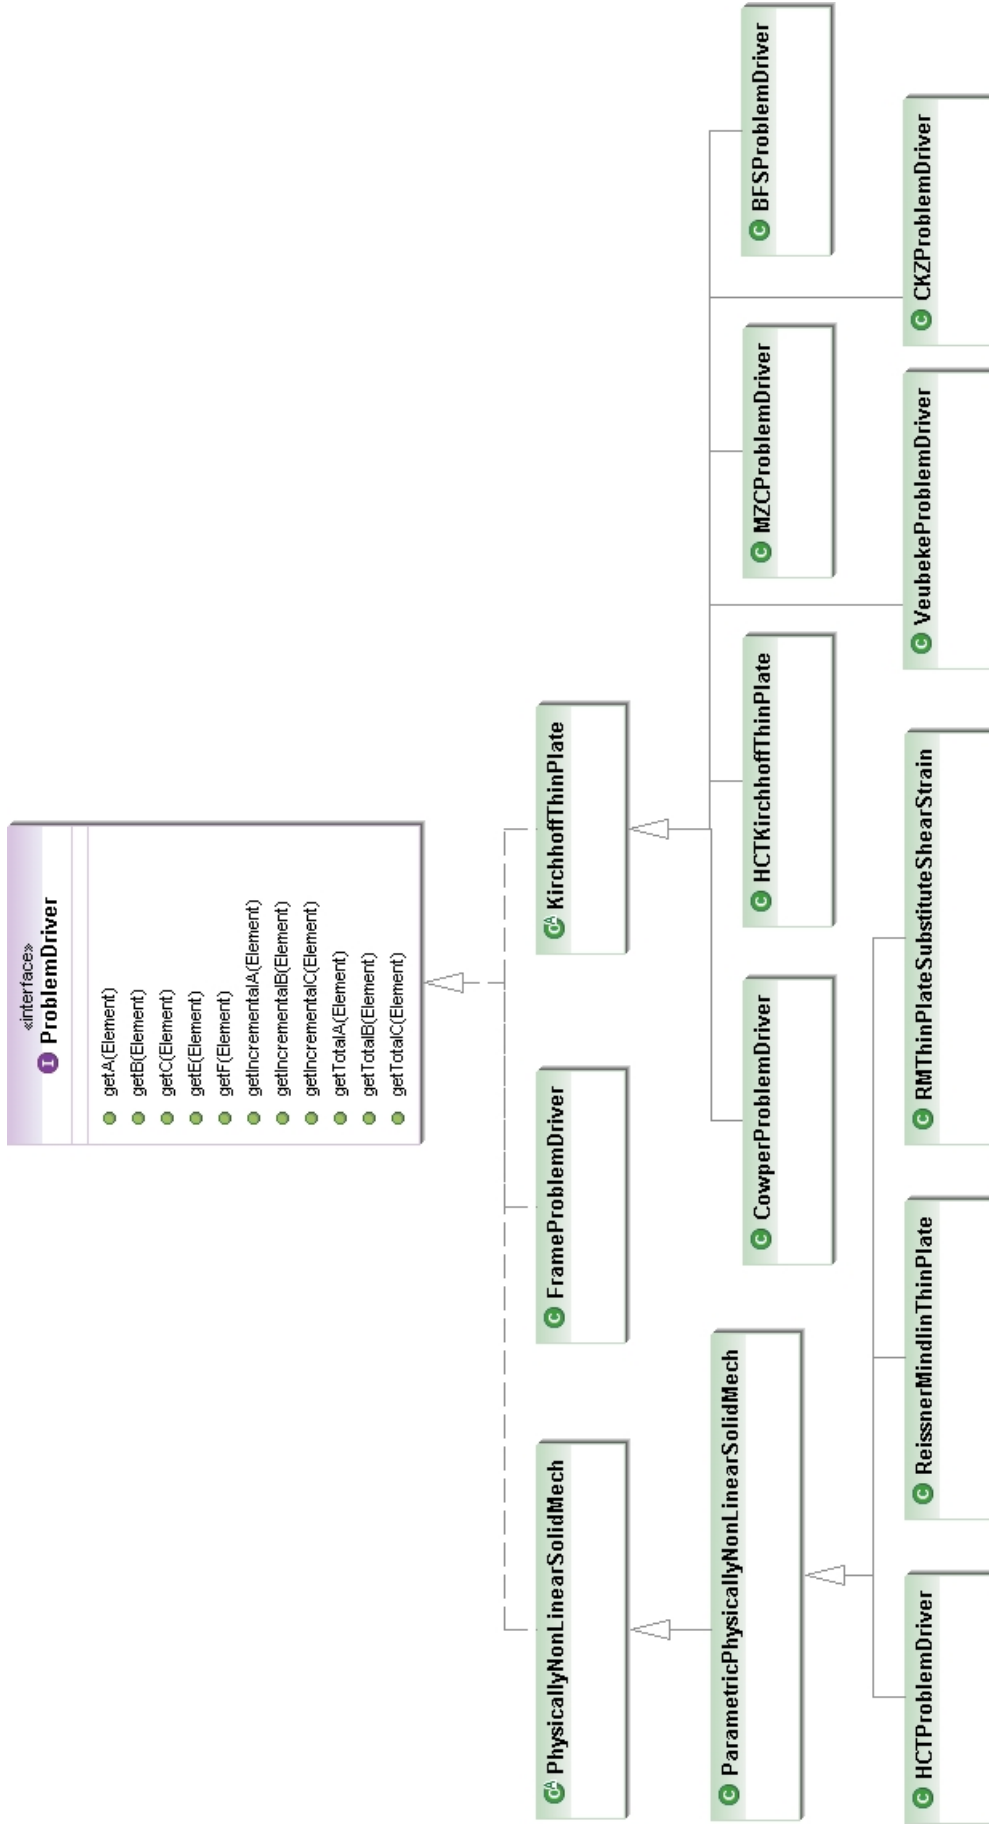 «interface»
ProblemDriver
getA(Element)
getB(Element)
getC(Element)
getE(Element)
getF(Element)
getIncrementalA(Element)
getIncrementalB(Element)
getIncrementalC(Element)
getTotalA(Element)
getTotalB(Element)
getTotalC(Element)
PhysicallyNonLinearSolidMech
FrameProblemDriver
KirchhoffThinPlate
ParametricPhysicallyNonLinearSolidMech
CowperProblemDriver
HCTKirchhoffThinPlate
MZCProblemDriver
BFSProblemDriver
HCTProblemDriver
ReissnerMindlinThinPlate
RMThinPlateSubstituteShearStrain
VeubekeProblemDriver
CKZProblemDriver